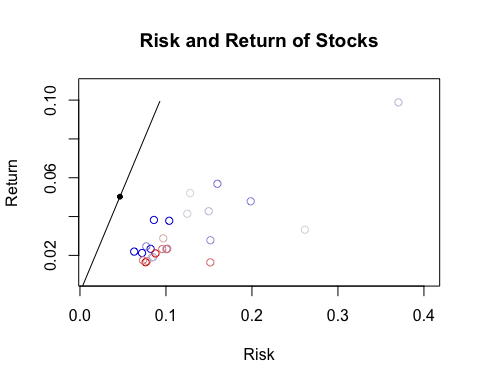 Risk and Return of Stocks
0.10
0.06
0.02
Return
0.0 0.1 0.2 0.3 0.4
Risk